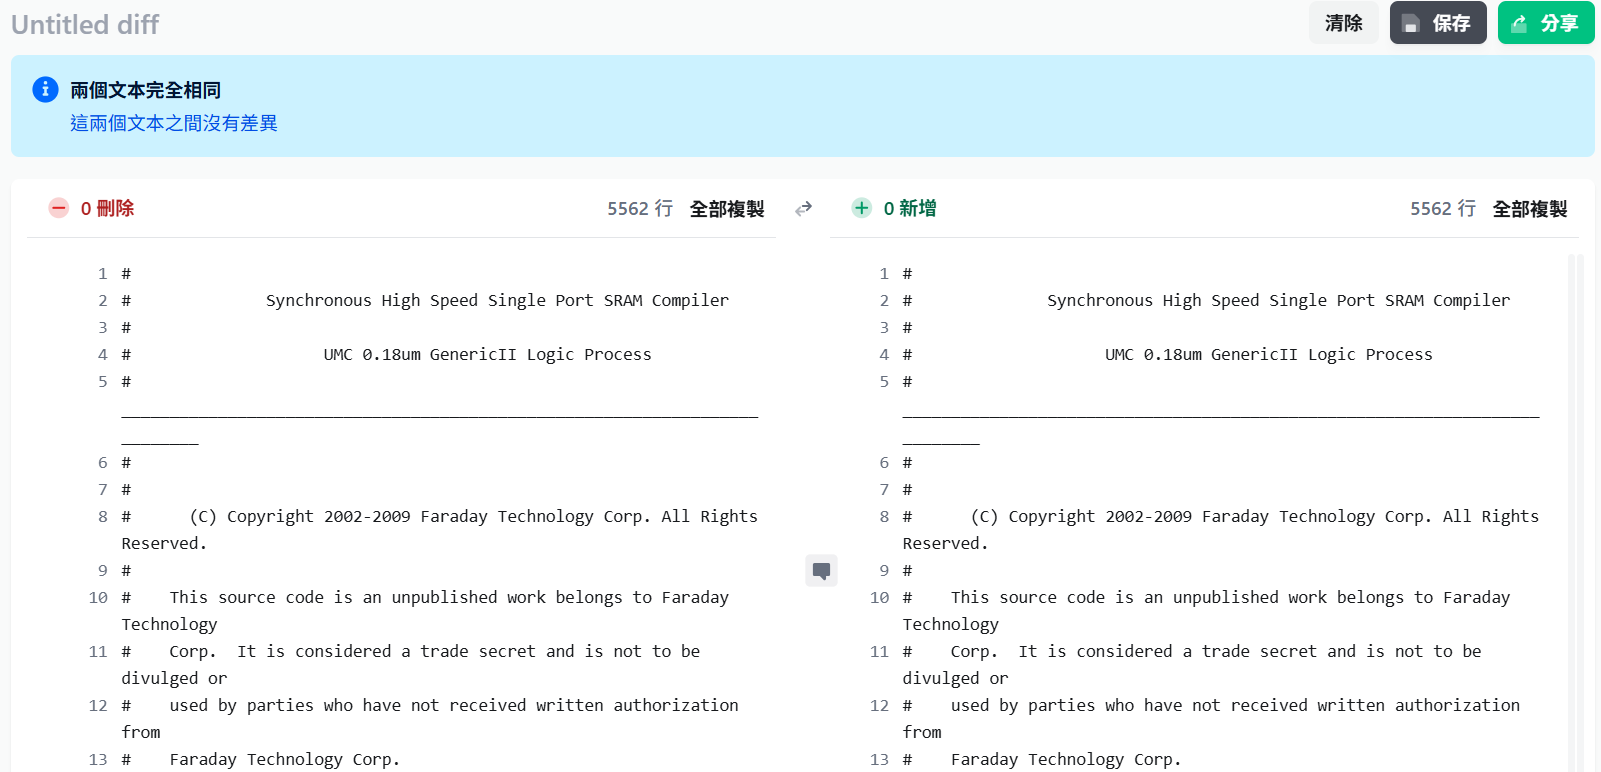 Untitled diff
清除 保存 分享
兩個文本完全相同
這兩個文本之間沒有差異
0 刪除 5562 行 全部複製
0 新增 5562 行 全部複製
1 #
2 # Synchronous High Speed Single Port SRAM Compiler
3 #
4 # UMC 0.18um GenericII Logic Process
5 #
__________________________________________________________________
________
6 #
7 #
8 # (C) Copyright 2002-2009 Faraday Technology Corp. All Rights
Reserved.
9 #
10 # This source code is an unpublished work belongs to Faraday
Technology
11 # Corp. It is considered a trade secret and is not to be
divulged or
12 # used by parties who have not received written authorization
from
13 # Faraday Technology Corp.
1 #
2 # Synchronous High Speed Single Port SRAM Compiler
3 #
4 # UMC 0.18um GenericII Logic Process
5 #
__________________________________________________________________
________
6 #
7 #
8 # (C) Copyright 2002-2009 Faraday Technology Corp. All Rights
Reserved.
9 #
10 # This source code is an unpublished work belongs to Faraday
Technology
11 # Corp. It is considered a trade secret and is not to be
divulged or
12 # used by parties who have not received written authorization
from
13 # Faraday Technology Corp.